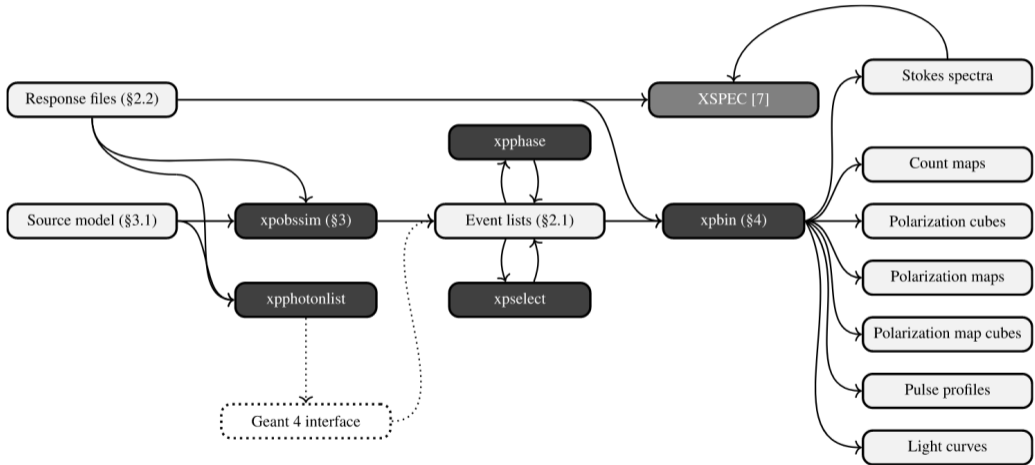 Stokes spectra
Response files (§2.2)
XSPEC [7]
xpphase
Count maps
Source model (§3.1)
xpobssim (§3)
Event lists (§2.1)
xpbin (§4)
Polarization cubes
Polarization maps
xpphotonlist
xpselect
Polarization map cubes
Pulse profiles
Geant 4 interface
Light curves